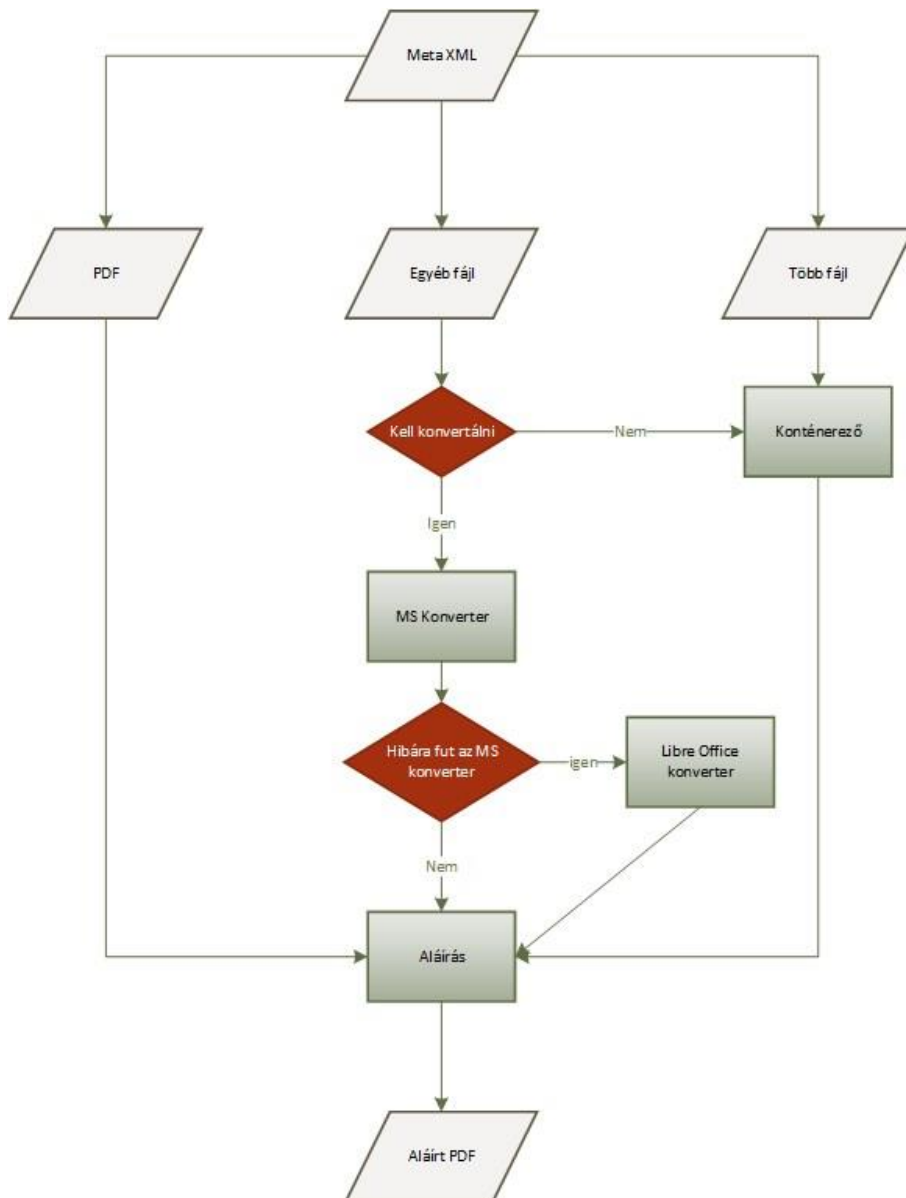 Meta XML
PDF
Egyéb fájl
Több fájl
Kell konvertálni
Nem
Konténerező
Igen
MS Konverter
Hibára fut az MS
konverter
igen
Libre Office
konverter
Nem
Aláírás
Aláírt PDF